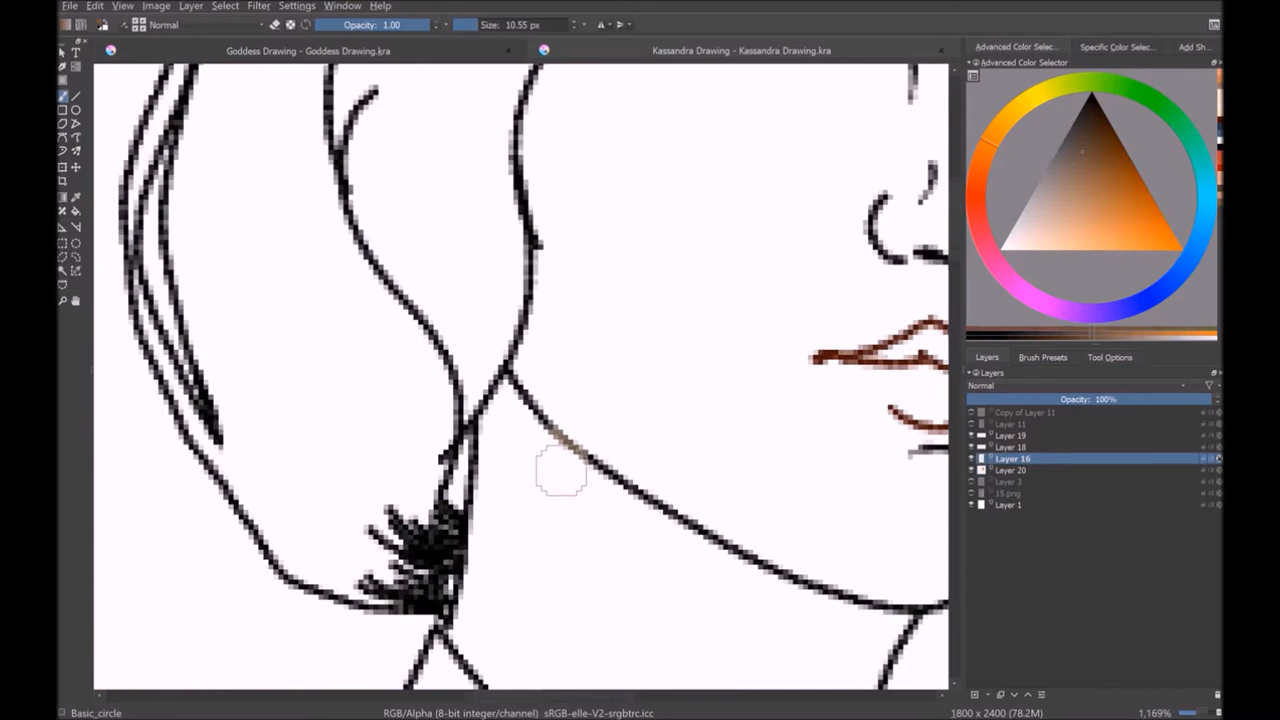 File Edit View Image Layer Select Filter Settings Window Help
Normal Opacity: 1.00 Size: 10.55 px
Goddess Drawing - Goddess Drawing.kra Kassandra Drawing - Kassandra Drawing.kra
Advanced Color Selec... Specific Color Selec... Add Sh...
Advanced Color Selector
Layers Brush Presets Tool Options
Layers
Normal
Opacity: 100%
Copy of Layer 11
Layer 11
Layer 19
Layer 18
Layer 16
Layer 20
Layer 3
15.png
Layer 1
Basic_circle RGB/Alpha (8-bit integer/channel) sRGB-elle-V2-srgbtrc.icc 1800 x 2400 (78.2M) 1,169%